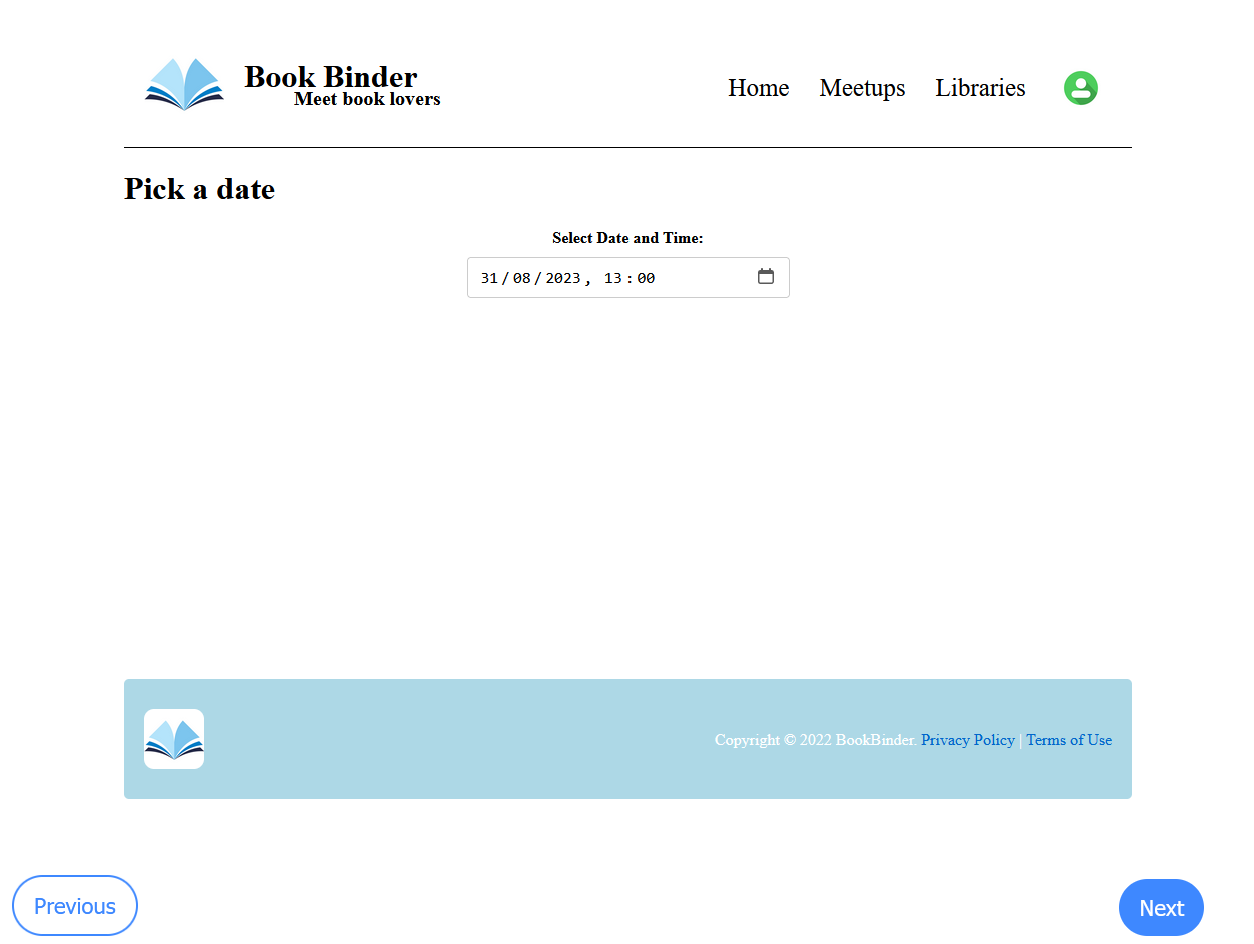 Book Binder
Meet book lovers
Home Meetups Libraries
Pick a date
Select Date and Time:
31/08/2023, 13:00
Copyright © 2022 BookBinder. Privacy Policy | Terms of Use
Previous
Next